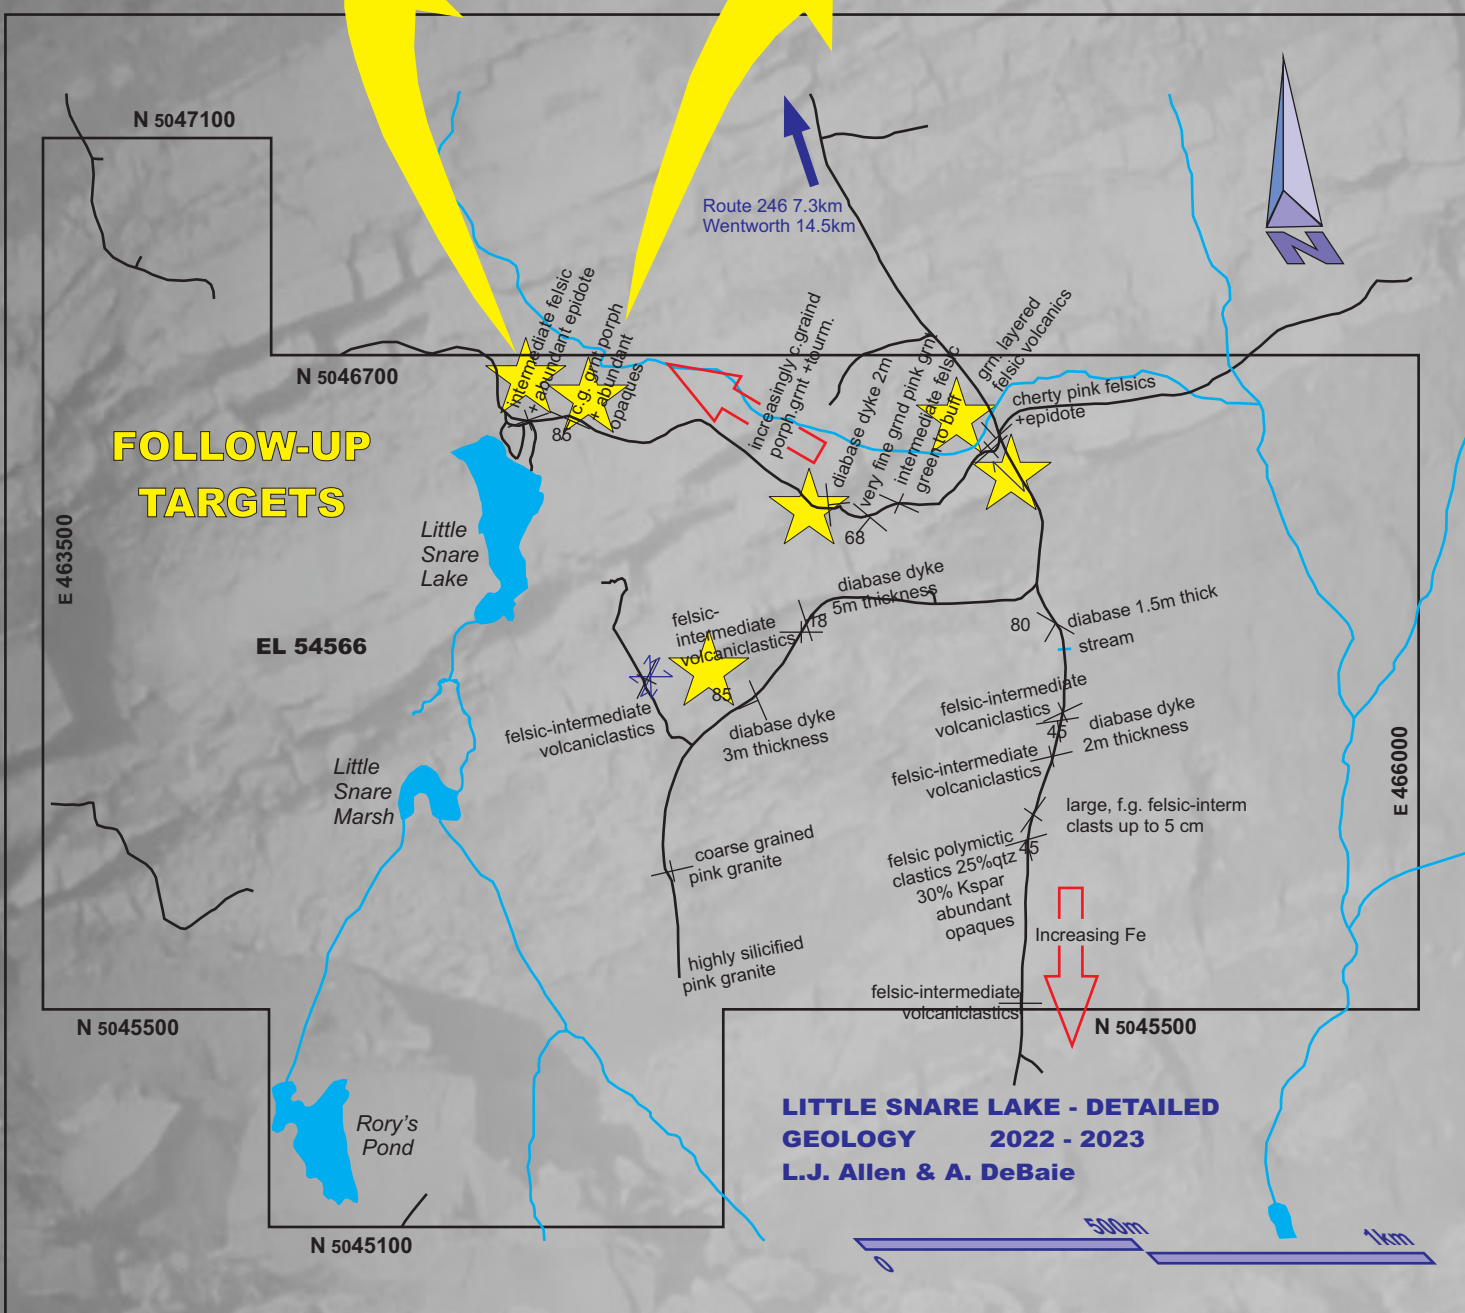 N 5047100
Route 246 7.3km
Wentworth 14.5km
N
intermediate felsic
+ abundant epidote
c.g. grnt porph
+ abundant
opaques
85
increasingly c.graind
porph.grnt +tourm.
diabase dyke 2m
very fine grnd pink grnt
intermediate felsic
green to buff
grn. layered
felsic volcanics
cherty pink felsics
+epidote
N 5046700
FOLLOW-UP
TARGETS
E 463500
Little
Snare
Lake
68
diabase dyke
5m thickness
felsic-
intermediate
volcaniclastics
18
80
diabase 1.5m thick
stream
EL 54566
85
felsic-intermediate
volcaniclastics
diabase dyke
3m thickness
felsic-intermediate
volcaniclastics
45
diabase dyke
2m thickness
felsic-intermediate
volcaniclastics
E 466000
Little
Snare
Marsh
large, f.g. felsic-interm
clasts up to 5 cm
coarse grained
pink granite
felsic polymictic
clastics 25%qtz
30% Kspar
abundant
opaques
45
Increasing Fe
highly silicified
pink granite
felsic-intermediate
volcaniclastics
N 5045500
N 5045500
Rory's
Pond
LITTLE SNARE LAKE - DETAILED
GEOLOGY 2022 - 2023
L.J. Allen & A. DeBaie
N 5045100
0
500m
1km